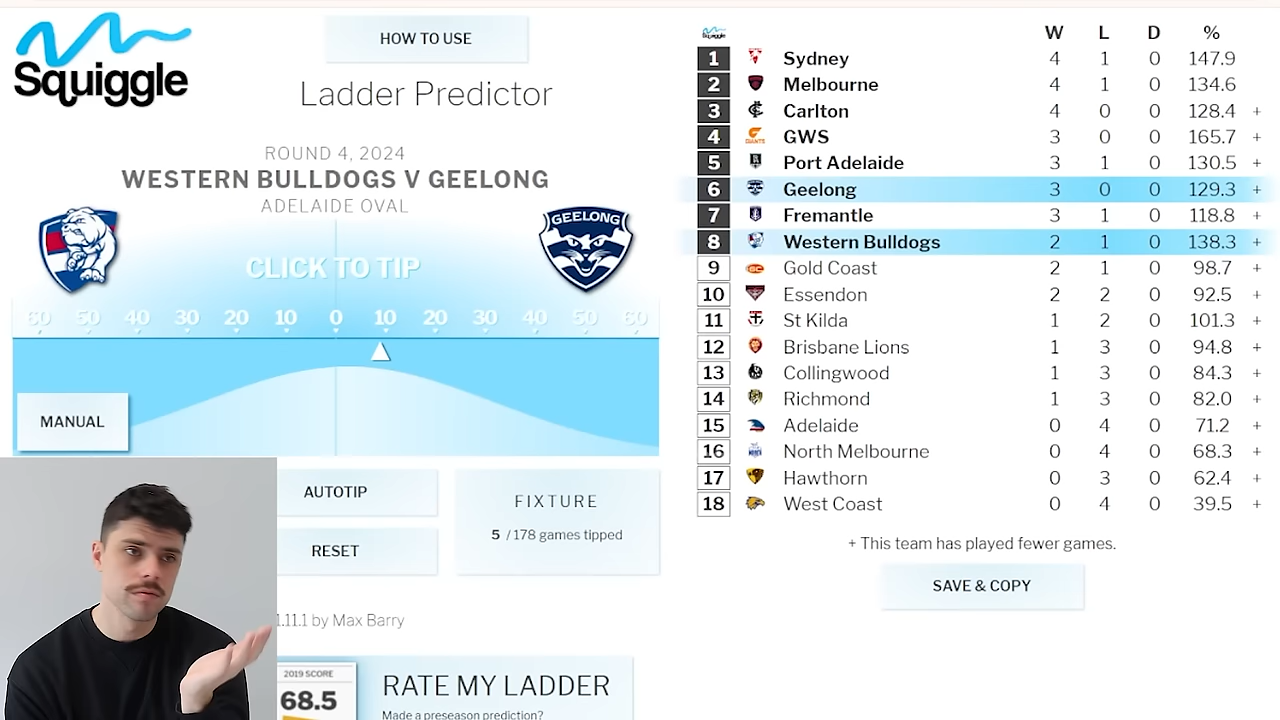 Squiggle
HOW TO USE
Ladder Predictor
ROUND 4, 2024
WESTERN BULLDOGS V GEELONG
ADELAIDE OVAL
GEELONG
CLICK TO TIP
60 50 40 30 20 10 0 10 20 30 40 50 60
MANUAL
AUTOTIP
RESET
FIXTURE
5 / 178 games tipped
1.11.1 by Max Barry
2019 SCORE
68.5
RATE MY LADDER
Made a preseason prediction?
W L D %
1 Sydney 4 1 0 147.9
2 Melbourne 4 1 0 134.6
3 Carlton 4 0 0 128.4 +
4 GWS 3 0 0 165.7 +
5 Port Adelaide 3 1 0 130.5 +
6 Geelong 3 0 0 129.3 +
7 Fremantle 3 1 0 118.8 +
8 Western Bulldogs 2 1 0 138.3 +
9 Gold Coast 2 1 0 98.7 +
10 Essendon 2 2 0 92.5 +
11 St Kilda 1 2 0 101.3 +
12 Brisbane Lions 1 3 0 94.8 +
13 Collingwood 1 3 0 84.3 +
14 Richmond 1 3 0 82.0 +
15 Adelaide 0 4 0 71.2 +
16 North Melbourne 0 4 0 68.3 +
17 Hawthorn 0 3 0 62.4 +
18 West Coast 0 4 0 39.5 +
+ This team has played fewer games.
SAVE & COPY